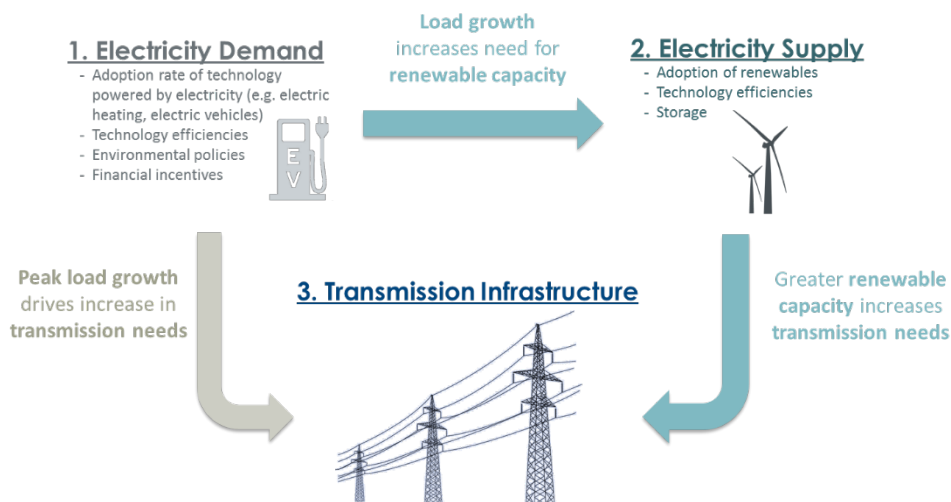 1. Electricity Demand
- Adoption rate of technology
powered by electricity (e.g. electric
heating, electric vehicles)
- Technology efficiencies
- Environmental policies
- Financial incentives
EV
Load growth
increases need for
renewable capacity
2. Electricity Supply
- Adoption of renewables
- Technology efficiencies
- Storage
Peak load growth
drives increase in
transmission needs
3. Transmission Infrastructure
Greater renewable
capacity increases
transmission needs